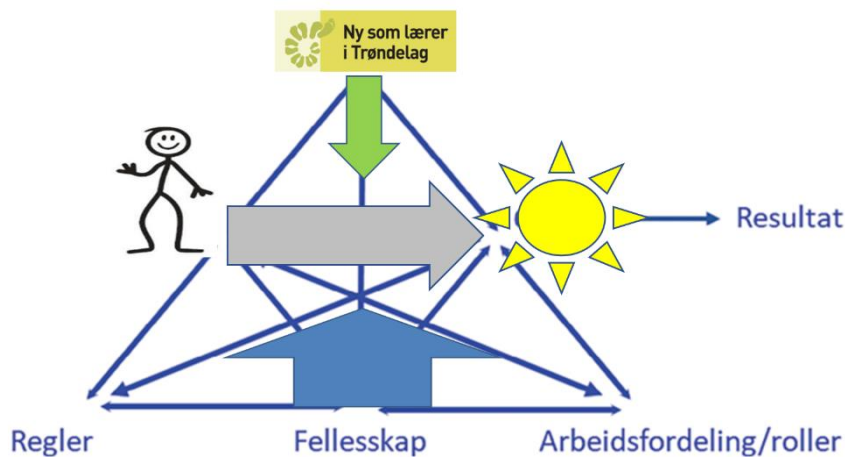 Ny som lærer
i Trøndelag
Resultat
Regler
Fellesskap
Arbeidsfordeling/roller